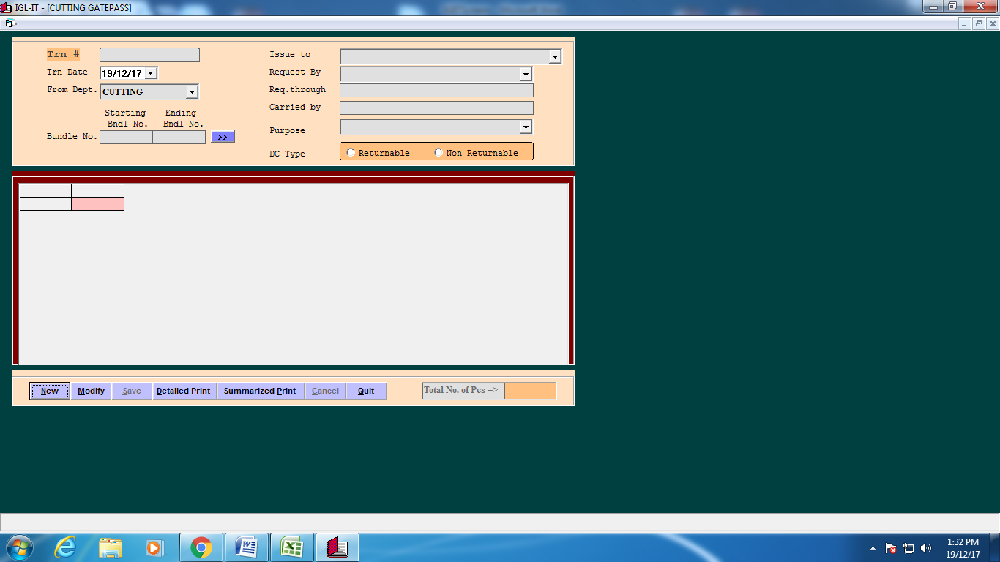 IGL-IT - [CUTTING GATEPASS]
Trn #
Trn Date 19/12/17
From Dept. CUTTING
Starting Ending
Bndl No. Bndl No.
Bundle No. >>
Issue to
Request By
Req.through
Carried by
Purpose
DC Type Returnable Non Returnable
New Modify Save Detailed Print Summarized Print Cancel Quit Total No. of Pcs =>
1:32 PM
19/12/17